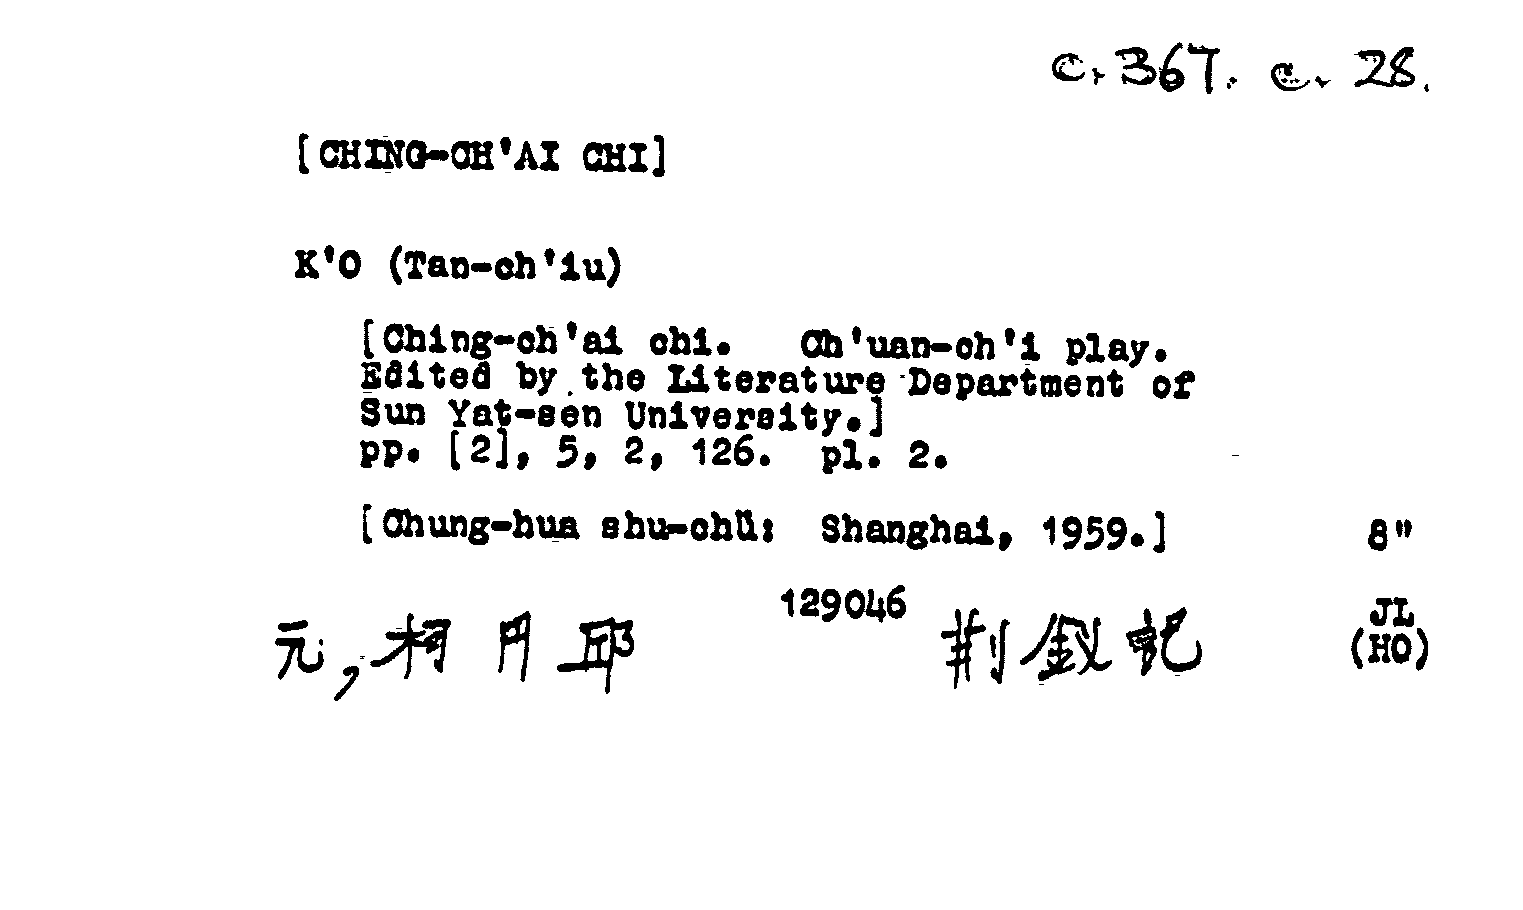 c. 367. c. 28.
[CHING-CH'AI CHI]
K'O (Tan-ch'iu)
[Ching-ch'ai chi. Ch'uan-ch'i play.
Edited by the Literature Department of
Sun Yat-sen University.]
pp. [2], 5, 2, 126. pl. 2.
[Chung-hua shu-chü: Shanghai, 1959.] 8"
129046 JL
元, 柯丹邱 荆釵記 (HO)